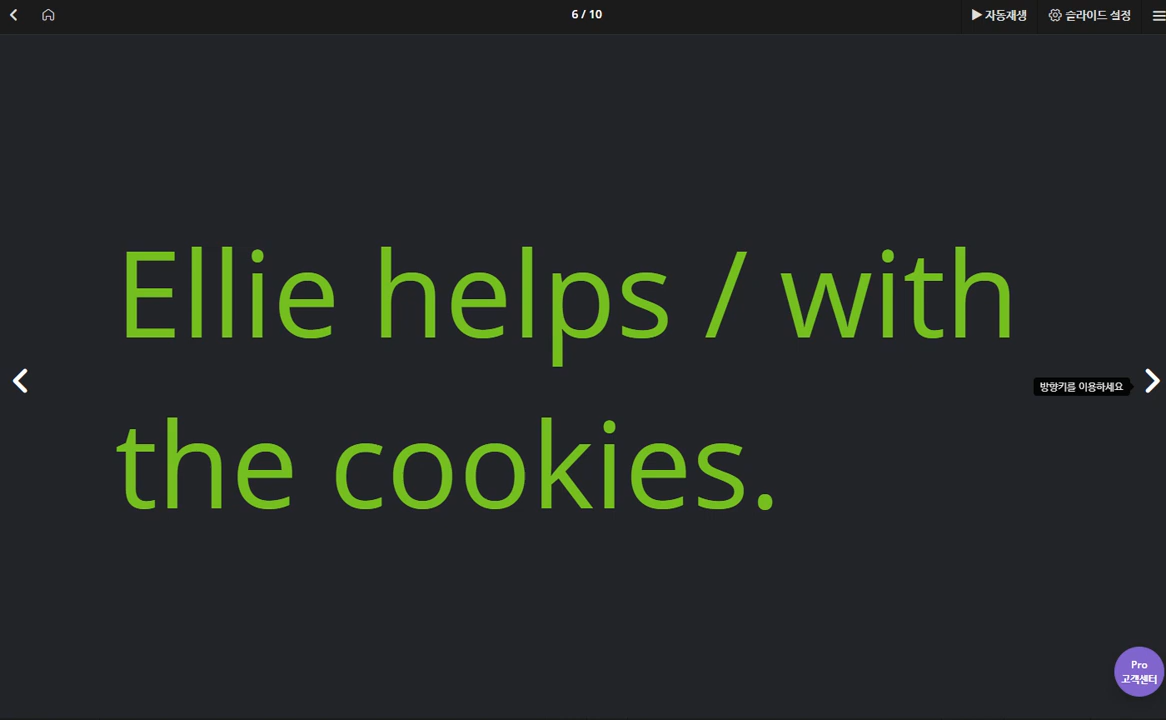 6 / 10
▶ 자동재생
슬라이드 설정
Ellie helps / with
the cookies.
방향키를 이용하세요
Pro
고객센터